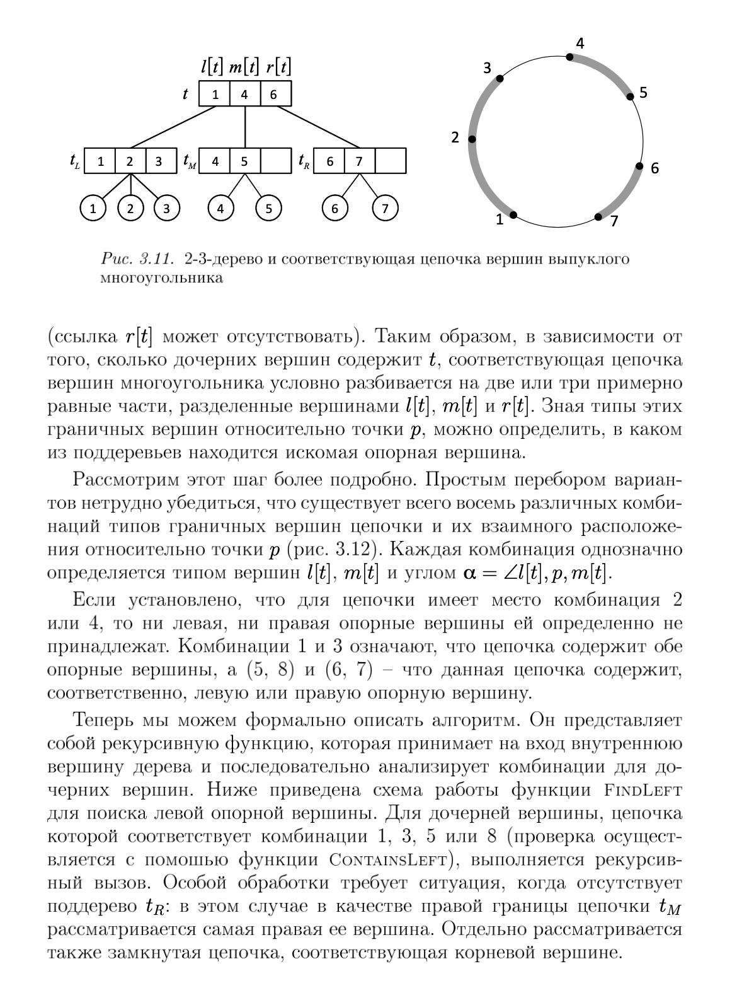 l[t] m[t] r[t]
t 1 4 6
t_L 1 2 3 t_M 4 5 t_R 6 7
1 2 3 4 5 6 7
4
3
5
2
6
1
7
Рис. 3.11. 2-3-дерево и соответствующая цепочка вершин выпуклого
многоугольника
(ссылка r[t] может отсутствовать). Таким образом, в зависимости от
того, сколько дочерних вершин содержит t, соответствующая цепочка
вершин многоугольника условно разбивается на две или три примерно
равные части, разделенные вершинами l[t], m[t] и r[t]. Зная типы этих
граничных вершин относительно точки p, можно определить, в каком
из поддеревьев находится искомая опорная вершина.
Рассмотрим этот шаг более подробно. Простым перебором вариан-
тов нетрудно убедиться, что существует всего восемь различных комби-
наций типов граничных вершин цепочки и их взаимного расположе-
ния относительно точки p (рис. 3.12). Каждая комбинация однозначно
определяется типом вершин l[t], m[t] и углом α = ∠l[t], p, m[t].
Если установлено, что для цепочки имеет место комбинация 2
или 4, то ни левая, ни правая опорные вершины ей определенно не
принадлежат. Комбинации 1 и 3 означают, что цепочка содержит обе
опорные вершины, а (5, 8) и (6, 7) – что данная цепочка содержит,
соответственно, левую или правую опорную вершину.
Теперь мы можем формально описать алгоритм. Он представляет
собой рекурсивную функцию, которая принимает на вход внутреннюю
вершину дерева и последовательно анализирует комбинации для до-
черних вершин. Ниже приведена схема работы функции FINDLEFT
для поиска левой опорной вершины. Для дочерней вершины, цепочка
которой соответствует комбинации 1, 3, 5 или 8 (проверка осущест-
вляется с помошью функции CONTAINSLEFT), выполняется рекурсив-
ный вызов. Особой обработки требует ситуация, когда отсутствует
поддерево t_R: в этом случае в качестве правой границы цепочки t_M
рассматривается самая правая ее вершина. Отдельно рассматривается
также замкнутая цепочка, соответствующая корневой вершине.